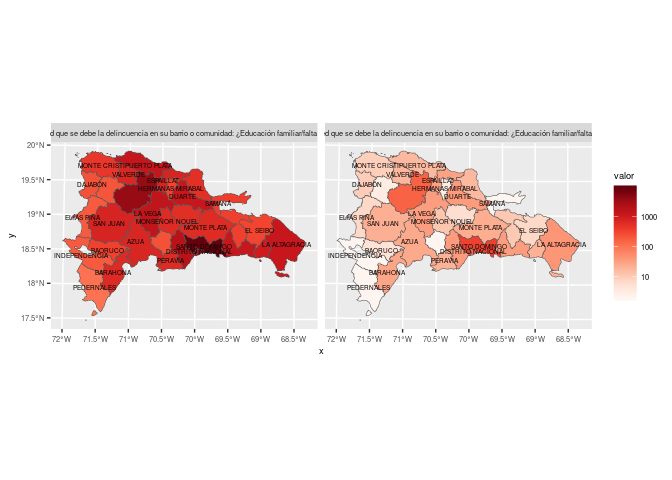 d que se debe la delincuencia en su barrio o comunidad: ¿Educación familiar/falta
ed que se debe la delincuencia en su barrio o comunidad: ¿Educación familiar/falta
20°N
19.5°N
19°N
18.5°N
18°N
17.5°N
y
MONTE CRISTI
PUERTO PLATA
VALVERDE
ESPAILLAT
DAJABÓN
HERMANAS MIRABAL
DUARTE
SAMANÁ
LA VEGA
ELÍAS PIÑA
SAN JUAN
MONSEÑOR NOUEL
MONTE PLATA
EL SEIBO
AZUA
SANTO DOMINGO
LA ALTAGRACIA
BAORUCO
DISTRITO NACIONAL
INDEPENDENCIA
PERAVIA
BARAHONA
PEDERNALES
MONTE CRISTI
PUERTO PLATA
VALVERDE
ESPAILLAT
DAJABÓN
HERMANAS MIRABAL
DUARTE
SAMANÁ
LA VEGA
ELÍAS PIÑA
SAN JUAN
MONSEÑOR NOUEL
MONTE PLATA
EL SEIBO
AZUA
SANTO DOMINGO
LA ALTAGRACIA
BAORUCO
DISTRITO NACIONAL
INDEPENDENCIA
PERAVIA
BARAHONA
PEDERNALES
72°W 71.5°W 71°W 70.5°W 70°W 69.5°W 69°W 68.5°W
72°W 71.5°W 71°W 70.5°W 70°W 69.5°W 69°W 68.5°W
x
valor
1000
100
10